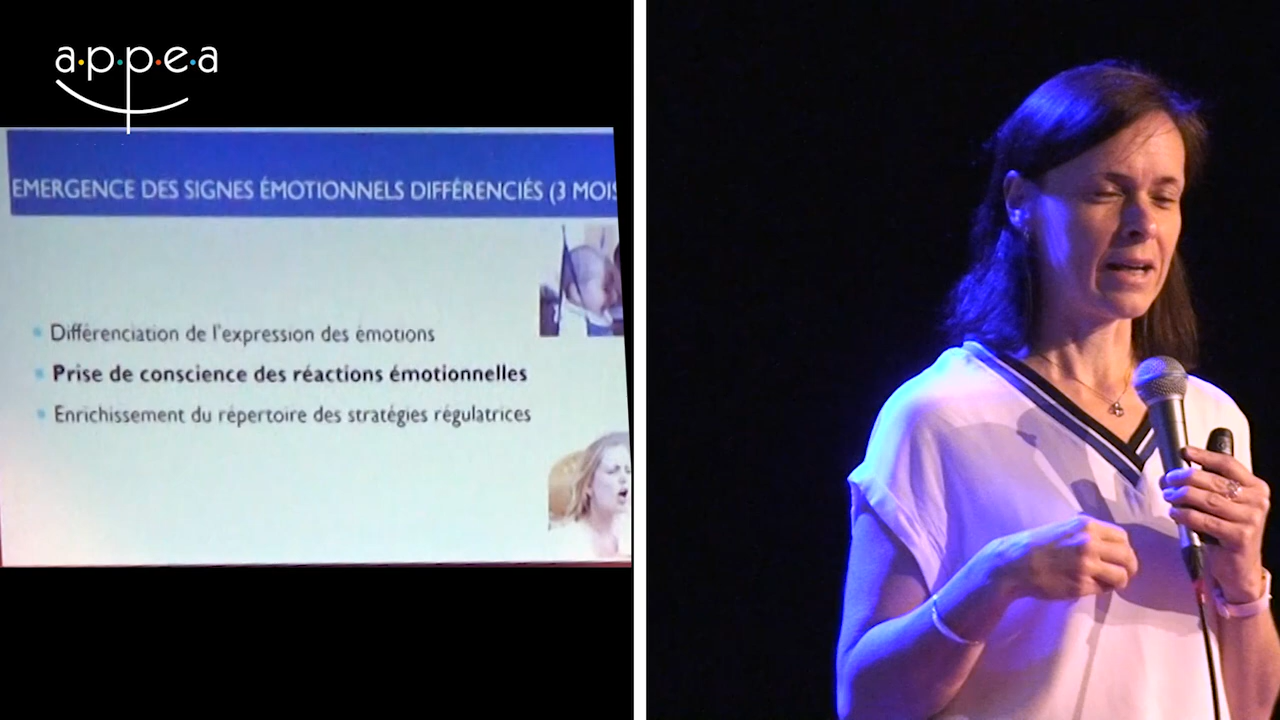 a·p·p·e·a
EMERGENCE DES SIGNES ÉMOTIONNELS DIFFÉRENCIÉS (3 MOIS
Différenciation de l'expression des émotions
Prise de conscience des réactions émotionnelles
Enrichissement du répertoire des stratégies régulatrices